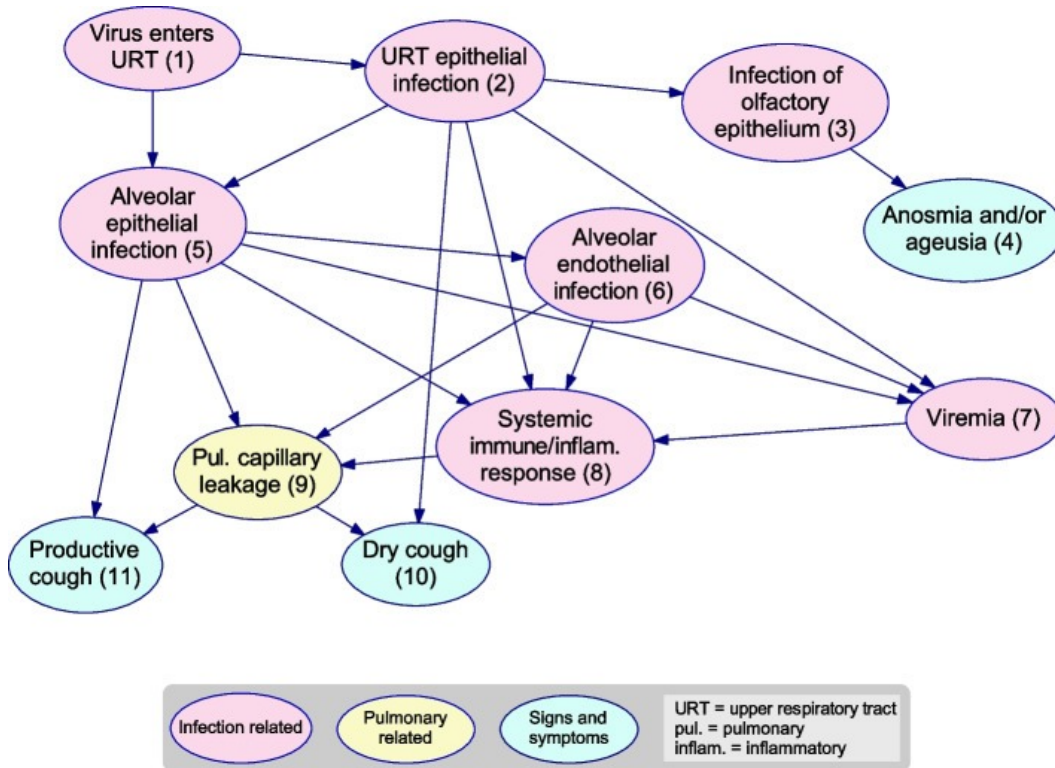 Virus enters
URT (1)
URT epithelial
infection (2)
Infection of
olfactory
epithelium (3)
Anosmia and/or
ageusia (4)
Alveolar
epithelial
infection (5)
Alveolar
endothelial
infection (6)
Viremia (7)
Systemic
immune/inflam.
response (8)
Pul. capillary
leakage (9)
Dry cough
(10)
Productive
cough (11)
Infection related
Pulmonary
related
Signs and
symptoms
URT = upper respiratory tract
pul. = pulmonary
inflam. = inflammatory